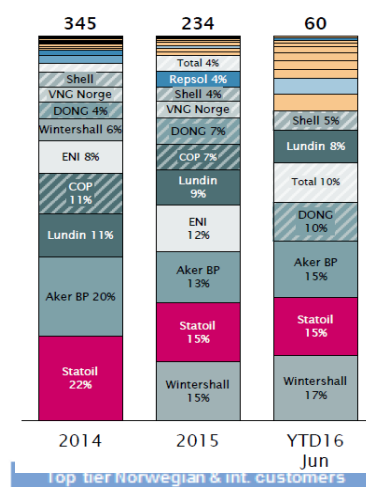 345
234
60
Shell
VNG Norge
DONG 4%
Wintershall 6%
ENI 8%
COP
11%
Lundin 11%
Aker BP 20%
Statoil
22%
Total 4%
Repsol 4%
Shell 4%
VNG Norge
DONG 7%
COP 7%
Lundin
9%
ENI
12%
Aker BP
13%
Statoil
15%
Wintershall
15%
Shell 5%
Lundin 8%
Total 10%
DONG
10%
Aker BP
15%
Statoil
15%
Wintershall
17%
2014
2015
YTD16
Jun
Top tier Norwegian & int. customers